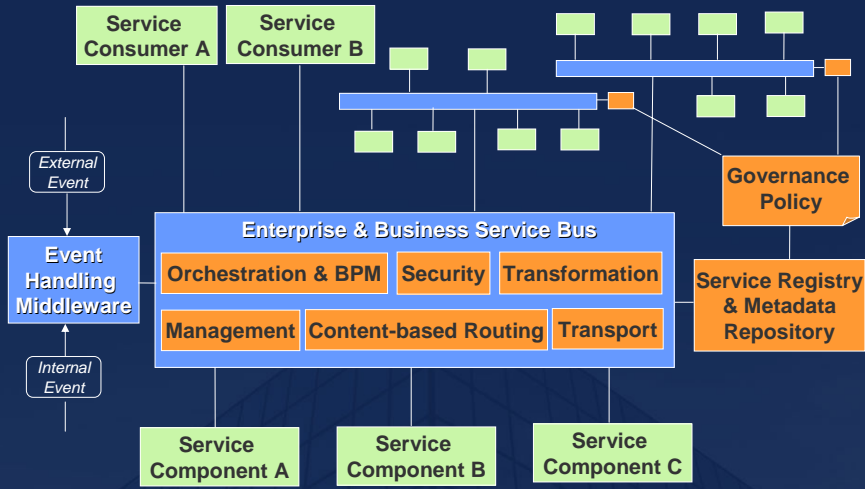 Service
Consumer A
Service
Consumer B
External
Event
Governance
Policy
Enterprise & Business Service Bus
Event
Handling
Middleware
Orchestration & BPM
Security
Transformation
Service Registry
& Metadata
Repository
Management
Content-based Routing
Transport
Internal
Event
Service
Component A
Service
Component B
Service
Component C